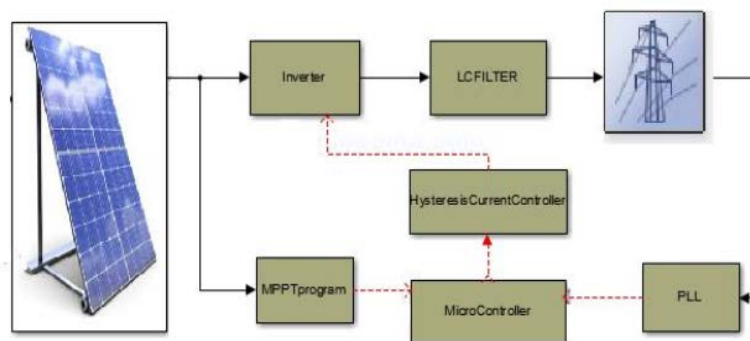 Inverter
LCFILTER
HysteresisCurrentController
MPPTprogram
MicroController
PLL